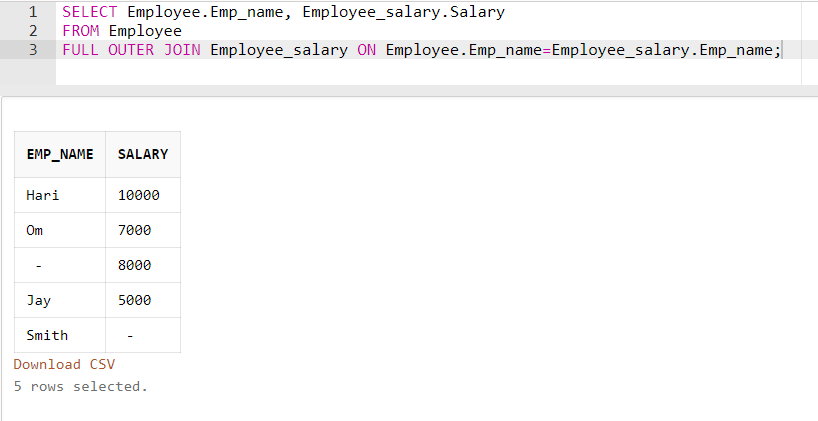 1 SELECT Employee.Emp_name, Employee_salary.Salary
2 FROM Employee
3 FULL OUTER JOIN Employee_salary ON Employee.Emp_name=Employee_salary.Emp_name;
EMP_NAME SALARY
Hari 10000
Om 7000
- 8000
Jay 5000
Smith -
Download CSV
5 rows selected.